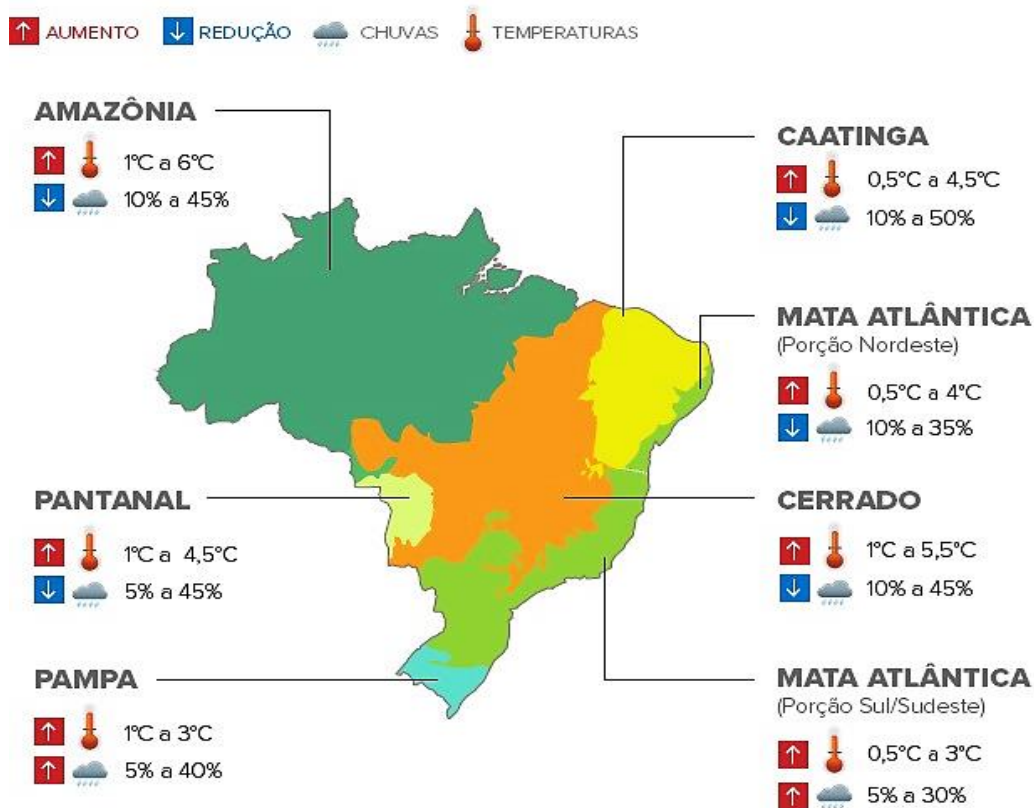 AUMENTO REDUÇÃO CHUVAS TEMPERATURAS
AMAZÔNIA
1°C a 6°C
10% a 45%
CAATINGA
0,5°C a 4,5°C
10% a 50%
MATA ATLÂNTICA
(Porção Nordeste)
0,5°C a 4°C
10% a 35%
PANTANAL
1°C a 4,5°C
5% a 45%
CERRADO
1°C a 5,5°C
10% a 45%
PAMPA
1°C a 3°C
5% a 40%
MATA ATLÂNTICA
(Porção Sul/Sudeste)
0,5°C a 3°C
5% a 30%